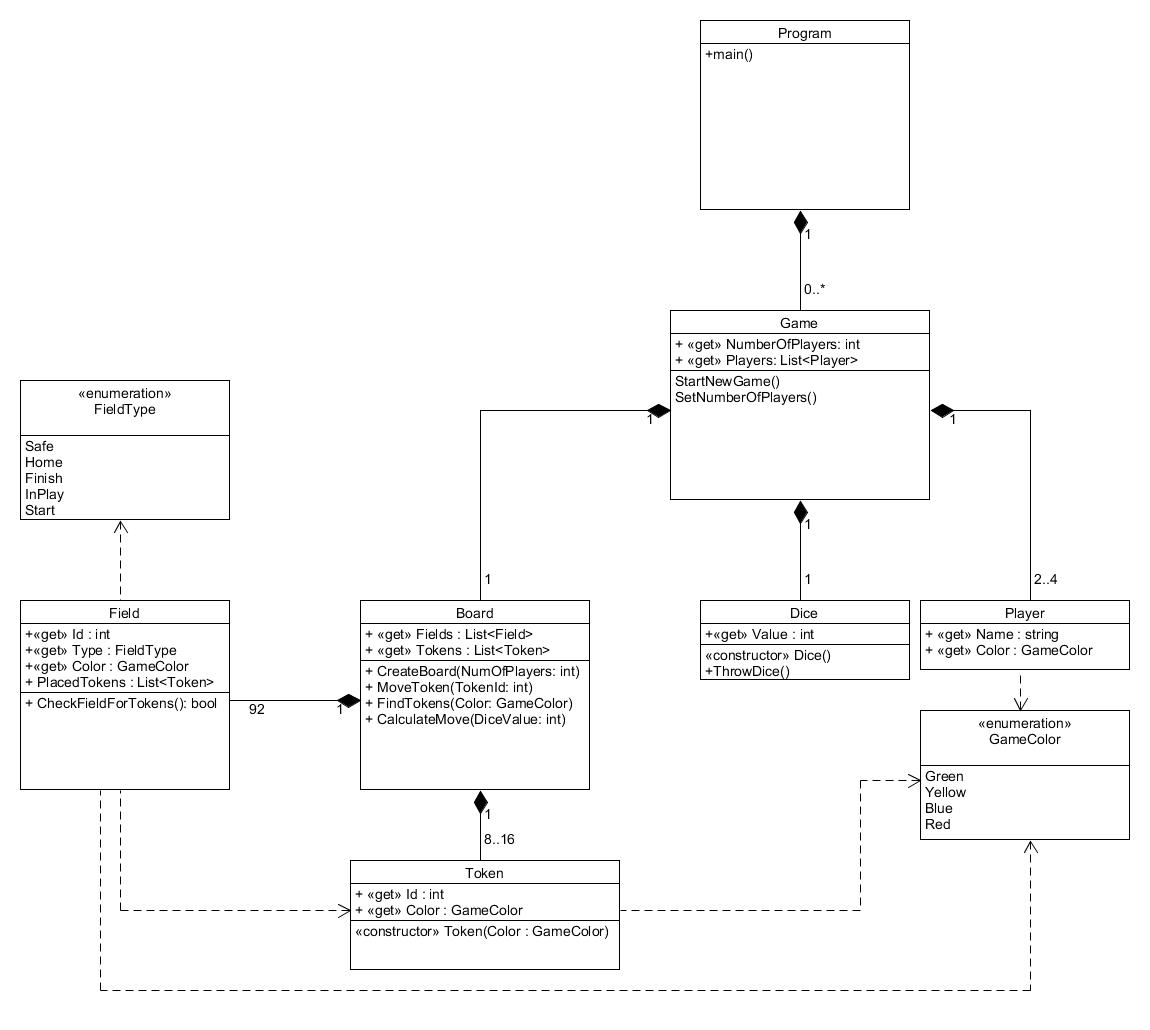 Program
+main()
1
0..*
Game
+ «get» NumberOfPlayers: int
+ «get» Players: List<Player>
StartNewGame()
SetNumberOfPlayers()
1
1
1
«enumeration»
FieldType
Safe
Home
Finish
InPlay
Start
1
1
2..4
Field
+«get» Id : int
+«get» Type : FieldType
+«get» Color : GameColor
+ PlacedTokens : List<Token>
+ CheckFieldForTokens(): bool
92
1
Board
+ «get» Fields : List<Field>
+ «get» Tokens : List<Token>
+ CreateBoard(NumOfPlayers: int)
+ MoveToken(TokenId: int)
+ FindTokens(Color: GameColor)
+ CalculateMove(DiceValue: int)
Dice
+«get» Value : int
«constructor» Dice()
+ThrowDice()
Player
+ «get» Name : string
+ «get» Color : GameColor
«enumeration»
GameColor
Green
Yellow
Blue
Red
1
8..16
Token
+ «get» Id : int
+ «get» Color : GameColor
«constructor» Token(Color : GameColor)